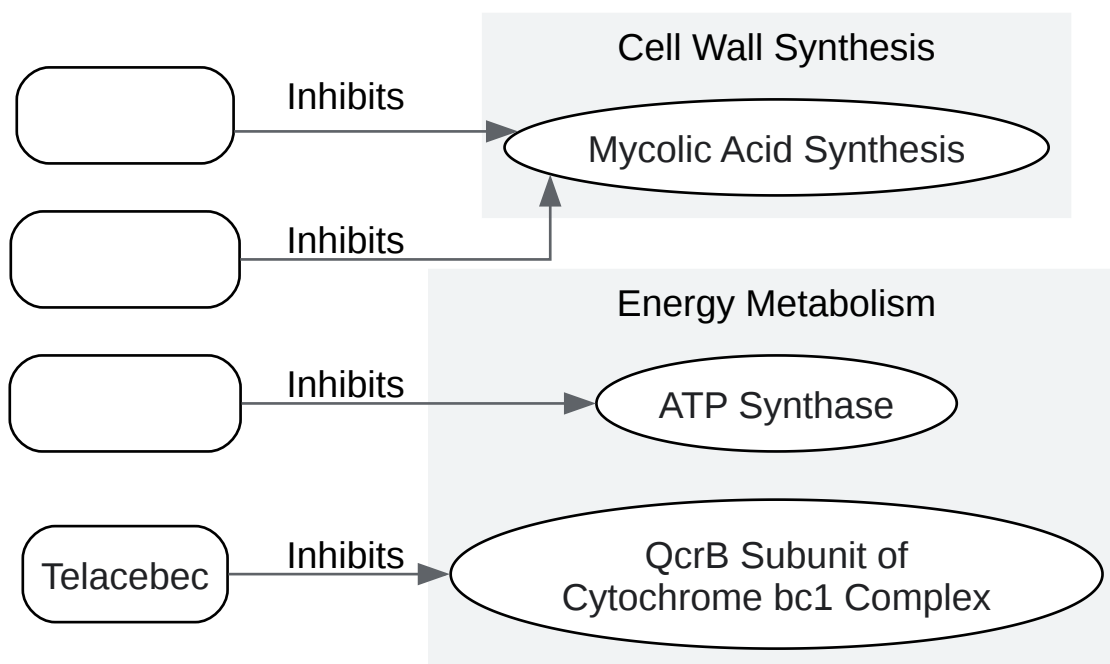 Cell Wall Synthesis
Inhibits
Mycolic Acid Synthesis
Inhibits
Energy Metabolism
Inhibits
ATP Synthase
Telacebec
Inhibits
QcrB Subunit of
Cytochrome bc1 Complex